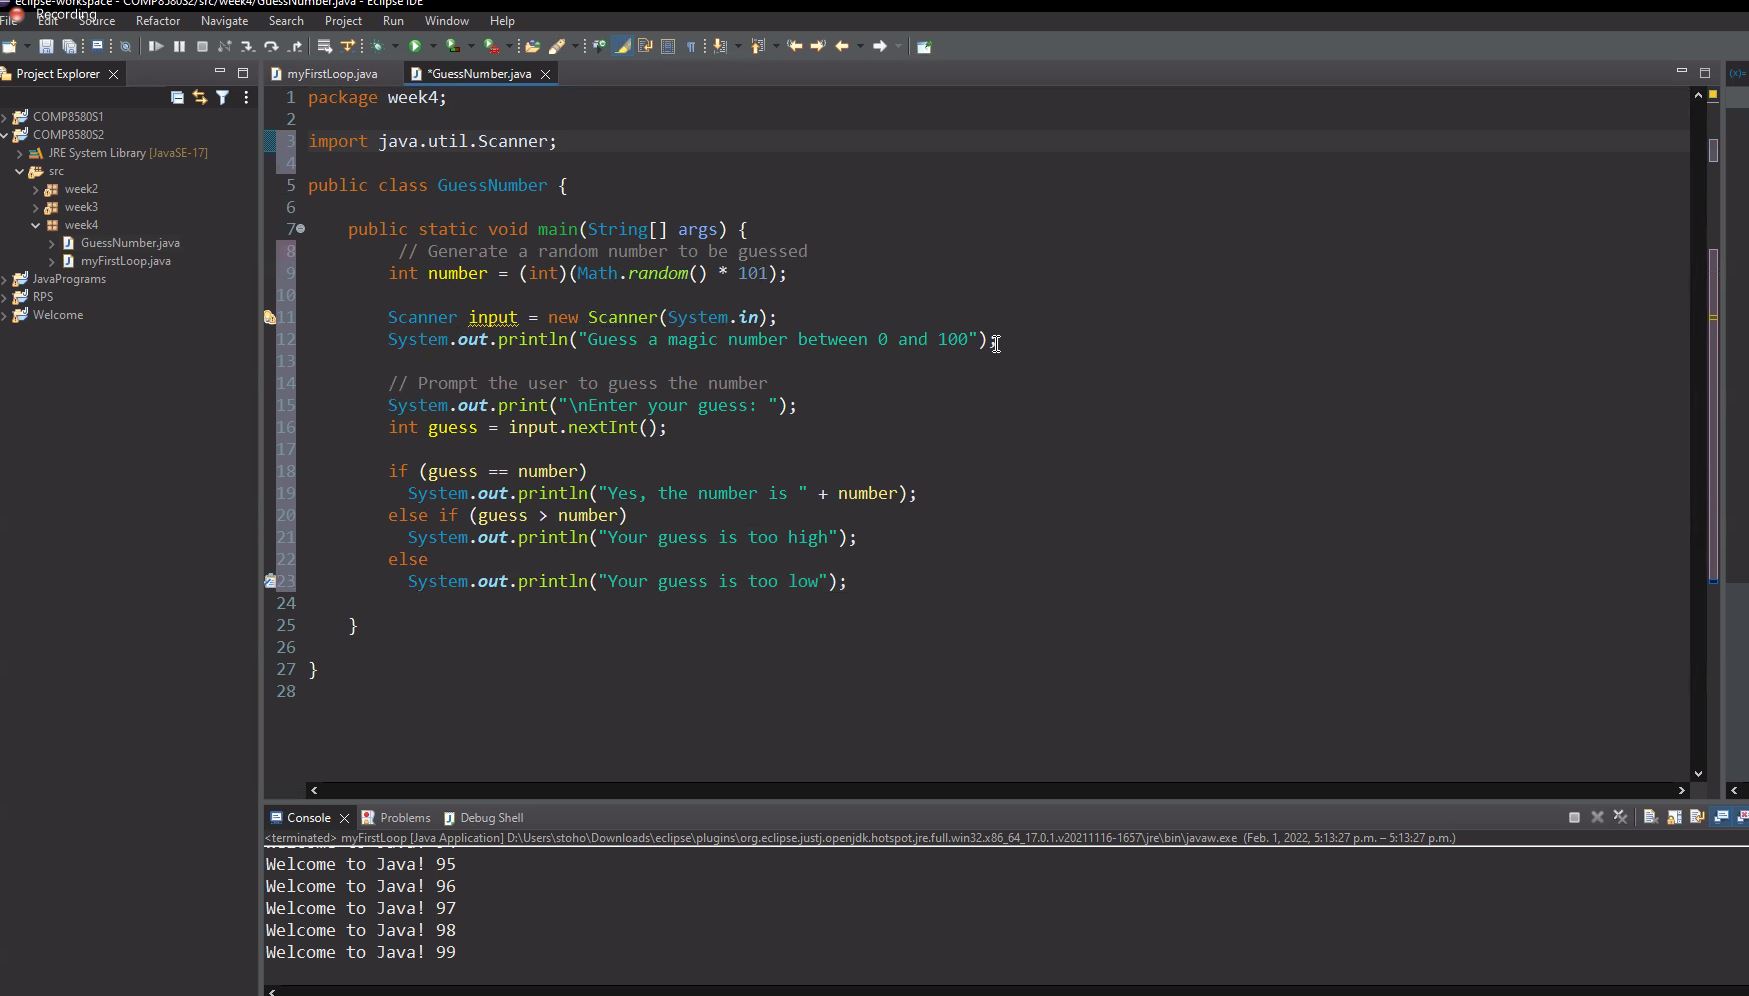 eclipse-workspace - COMP8580S2/src/week4/GuessNumber.java - Eclipse IDE
Recording
File Edit Source Refactor Navigate Search Project Run Window Help
Project Explorer
myFirstLoop.java *GuessNumber.java
COMP8580S1
COMP8580S2
JRE System Library [JavaSE-17]
src
week2
week3
week4
GuessNumber.java
myFirstLoop.java
JavaPrograms
RPS
Welcome
1 package week4;
2
3 import java.util.Scanner;
4
5 public class GuessNumber {
6
7 public static void main(String[] args) {
8 // Generate a random number to be guessed
9 int number = (int)(Math.random() * 101);
10
11 Scanner input = new Scanner(System.in);
12 System.out.println("Guess a magic number between 0 and 100");
13
14 // Prompt the user to guess the number
15 System.out.print("\nEnter your guess: ");
16 int guess = input.nextInt();
17
18 if (guess == number)
19 System.out.println("Yes, the number is " + number);
20 else if (guess > number)
21 System.out.println("Your guess is too high");
22 else
23 System.out.println("Your guess is too low");
24
25 }
26
27 }
28
Console Problems Debug Shell
<terminated> myFirstLoop [Java Application] D:\Users\stoho\Downloads\eclipse\plugins\org.eclipse.justj.openjdk.hotspot.jre.full.win32.x86_64_17.0.1.v20211116-1657\jre\bin\javaw.exe (Feb. 1, 2022, 5:13:27 p.m. – 5:13:27 p.m.)
Welcome to Java! 95
Welcome to Java! 96
Welcome to Java! 97
Welcome to Java! 98
Welcome to Java! 99